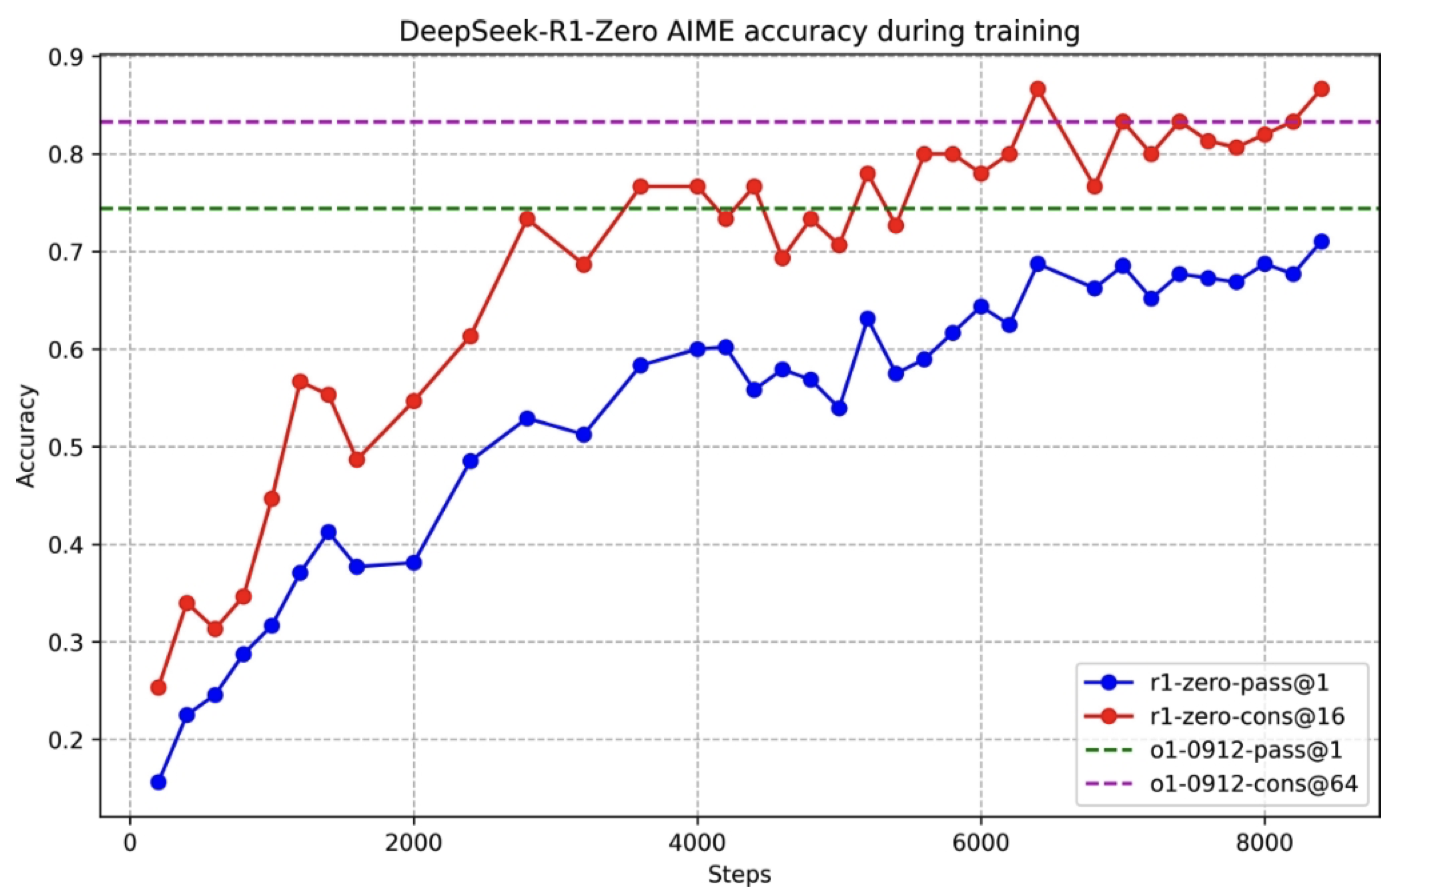 DeepSeek-R1-Zero AIME accuracy during training
0.9
0.8
0.7
0.6
0.5
0.4
0.3
0.2
Accuracy
r1-zero-pass@1
r1-zero-cons@16
o1-0912-pass@1
o1-0912-cons@64
0 2000 4000 6000 8000
Steps